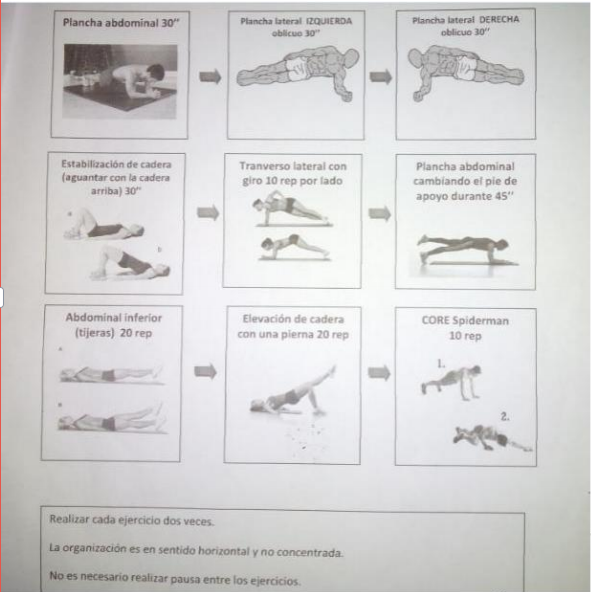 Plancha abdominal 30"
Plancha lateral IZQUIERDA
oblicuo 30"
Plancha lateral DERECHA
oblicuo 30"
Estabilización de cadera
(aguantar con la cadera
arriba) 30"
a
b
Tranverso lateral con
giro 10 rep por lado
Plancha abdominal
cambiando el pie de
apoyo durante 45"
Abdominal inferior
(tijeras) 20 rep
Elevación de cadera
con una pierna 20 rep
CORE Spiderman
10 rep
1.
2.
Realizar cada ejercicio dos veces.
La organización es en sentido horizontal y no concentrada.
No es necesario realizar pausa entre los ejercicios.